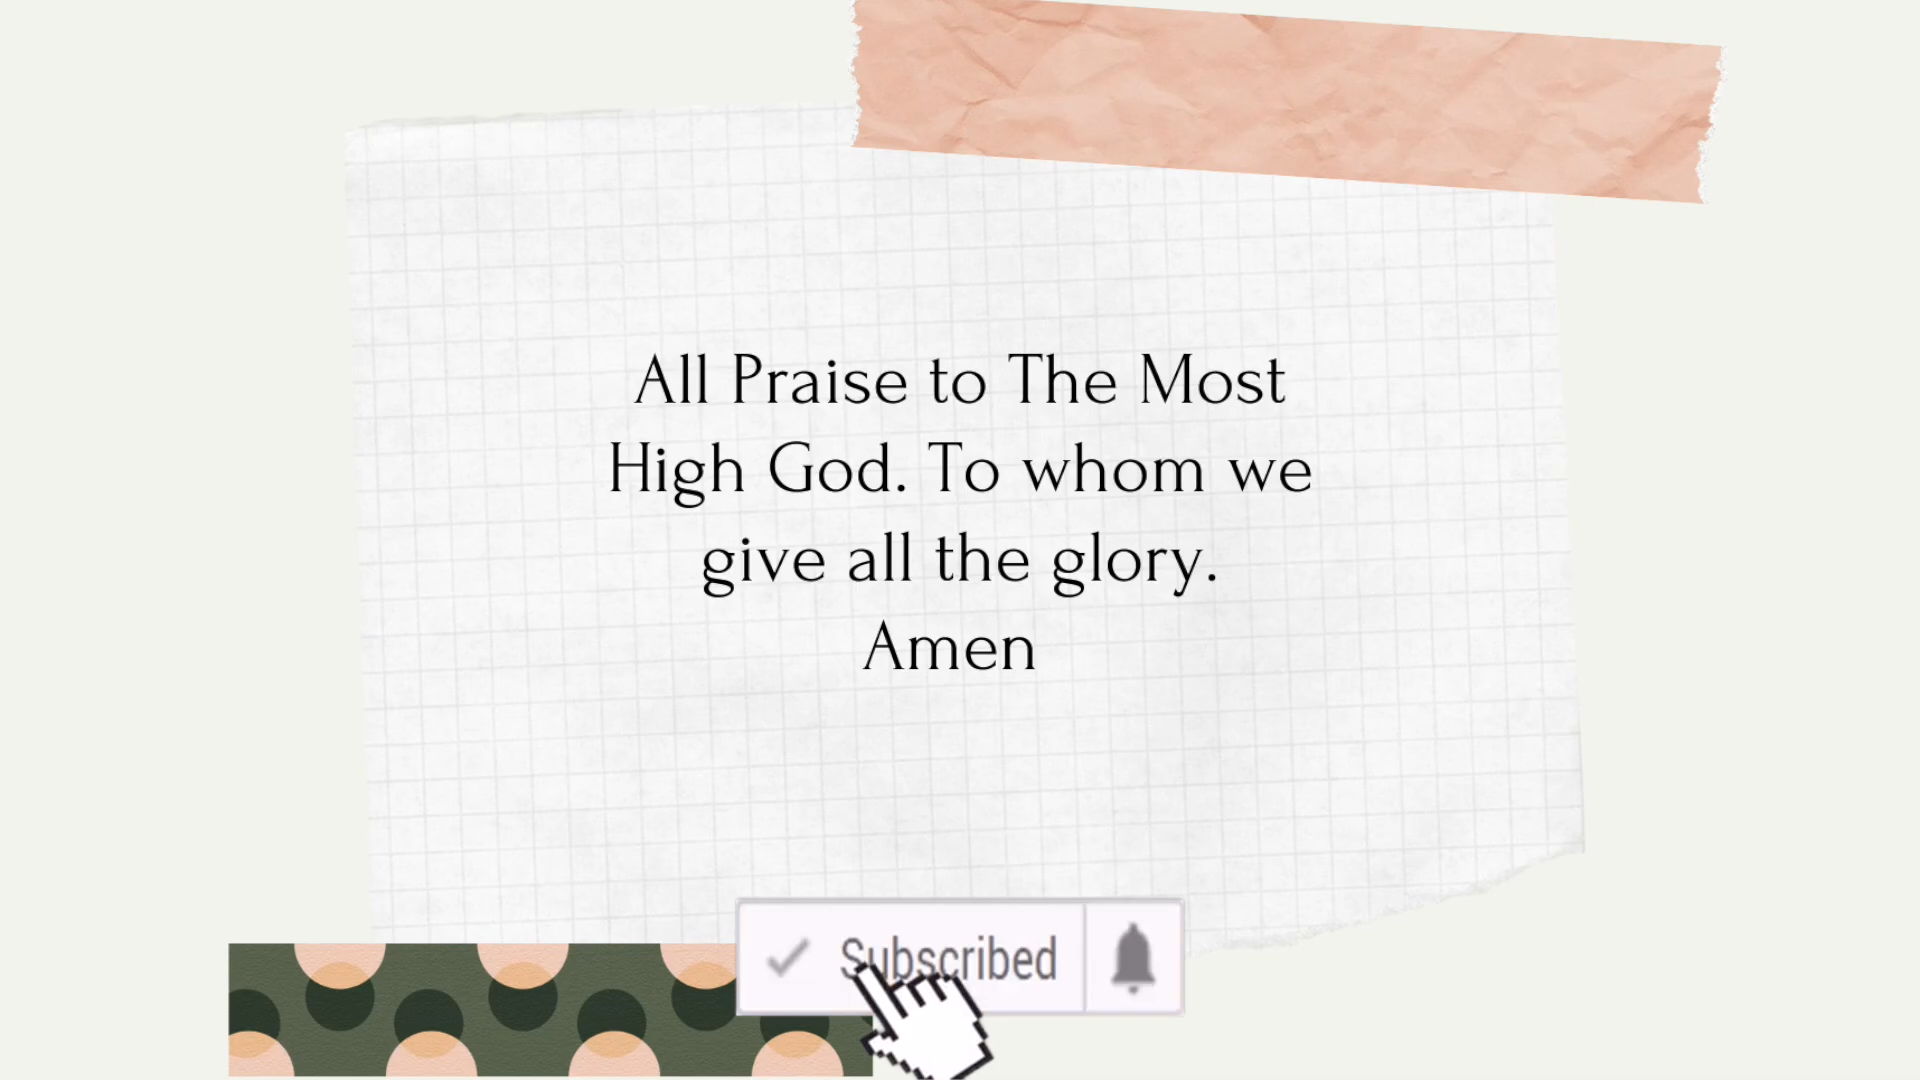 All Praise to The Most
High God. To whom we
give all the glory.
Amen
Subscribed